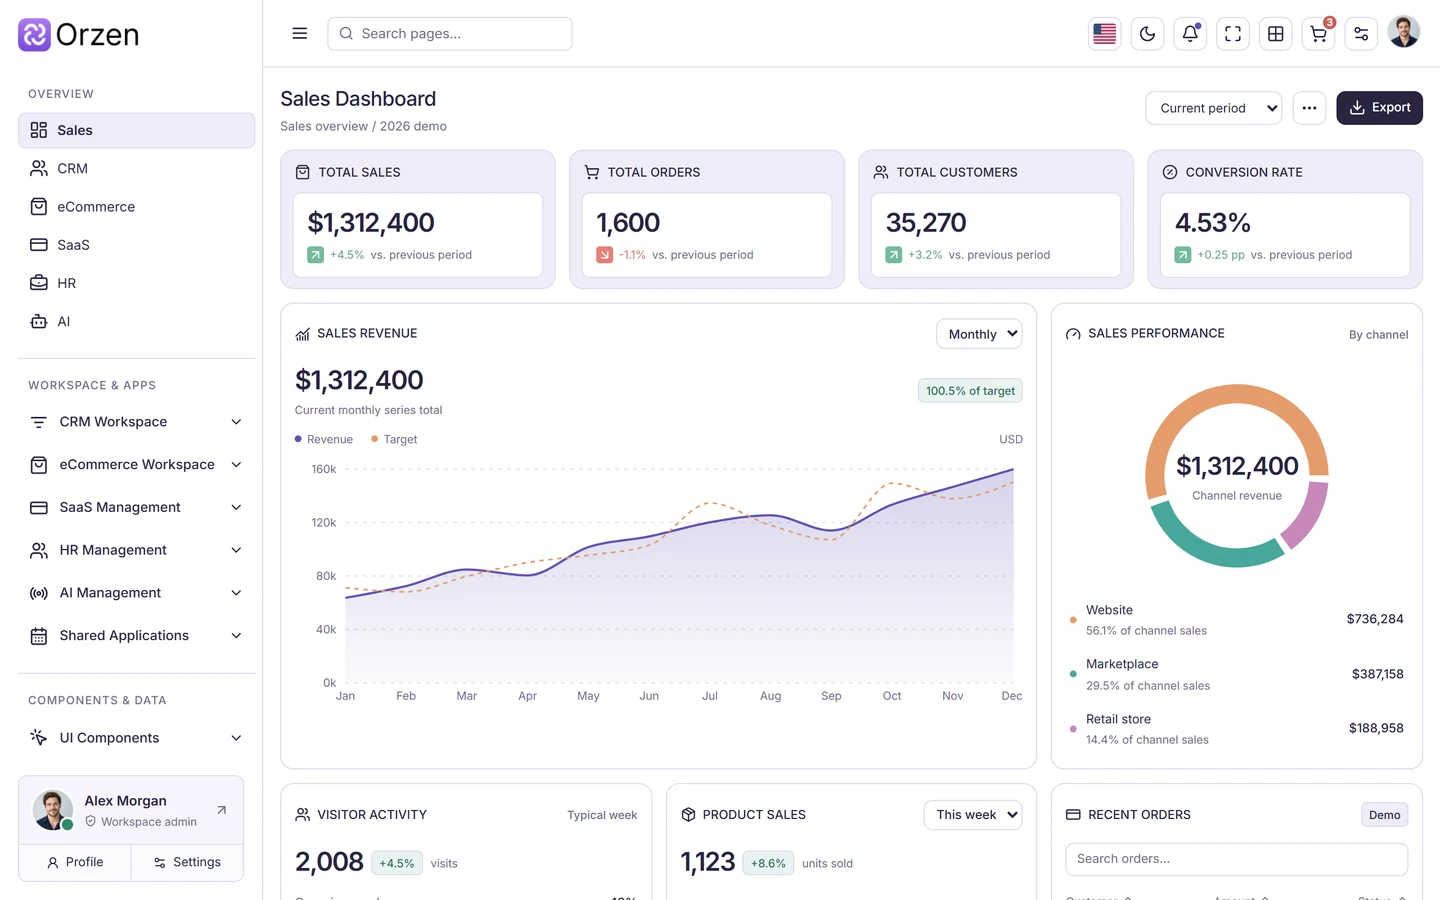 Orzen
Search pages...
3
OVERVIEW
Sales
CRM
eCommerce
SaaS
HR
AI
WORKSPACE & APPS
CRM Workspace
eCommerce Workspace
SaaS Management
HR Management
AI Management
Shared Applications
COMPONENTS & DATA
UI Components
Alex Morgan
Workspace admin
Profile
Settings
Sales Dashboard
Sales overview / 2026 demo
Current period
Export
TOTAL SALES
$1,312,400
+4.5% vs. previous period
TOTAL ORDERS
1,600
-1.1% vs. previous period
TOTAL CUSTOMERS
35,270
+3.2% vs. previous period
CONVERSION RATE
4.53%
+0.25 pp vs. previous period
SALES REVENUE
Monthly
$1,312,400
Current monthly series total
100.5% of target
Revenue Target
USD
160k
120k
80k
40k
0k
Jan Feb Mar Apr May Jun Jul Aug Sep Oct Nov Dec
SALES PERFORMANCE
By channel
$1,312,400
Channel revenue
Website
56.1% of channel sales
$736,284
Marketplace
29.5% of channel sales
$387,158
Retail store
14.4% of channel sales
$188,958
VISITOR ACTIVITY
Typical week
2,008 +4.5% visits
PRODUCT SALES
This week
1,123 +8.6% units sold
RECENT ORDERS
Demo
Search orders...